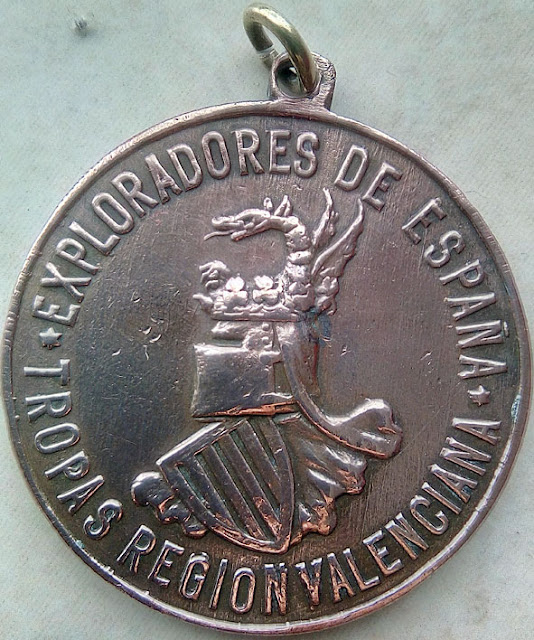 EXPLORADORES DE ESPAÑA
TROPAS REGION VALENCIANA